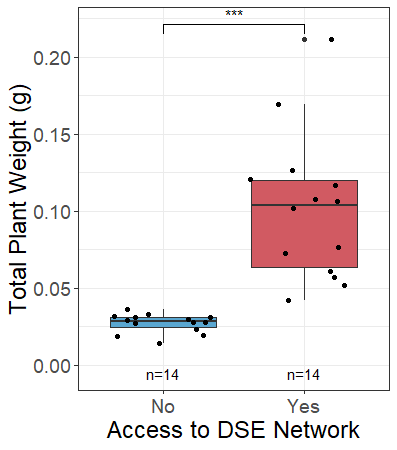 ***
Total Plant Weight (g)
0.20
0.15
0.10
0.05
0.00
n=14 n=14
No Yes
Access to DSE Network